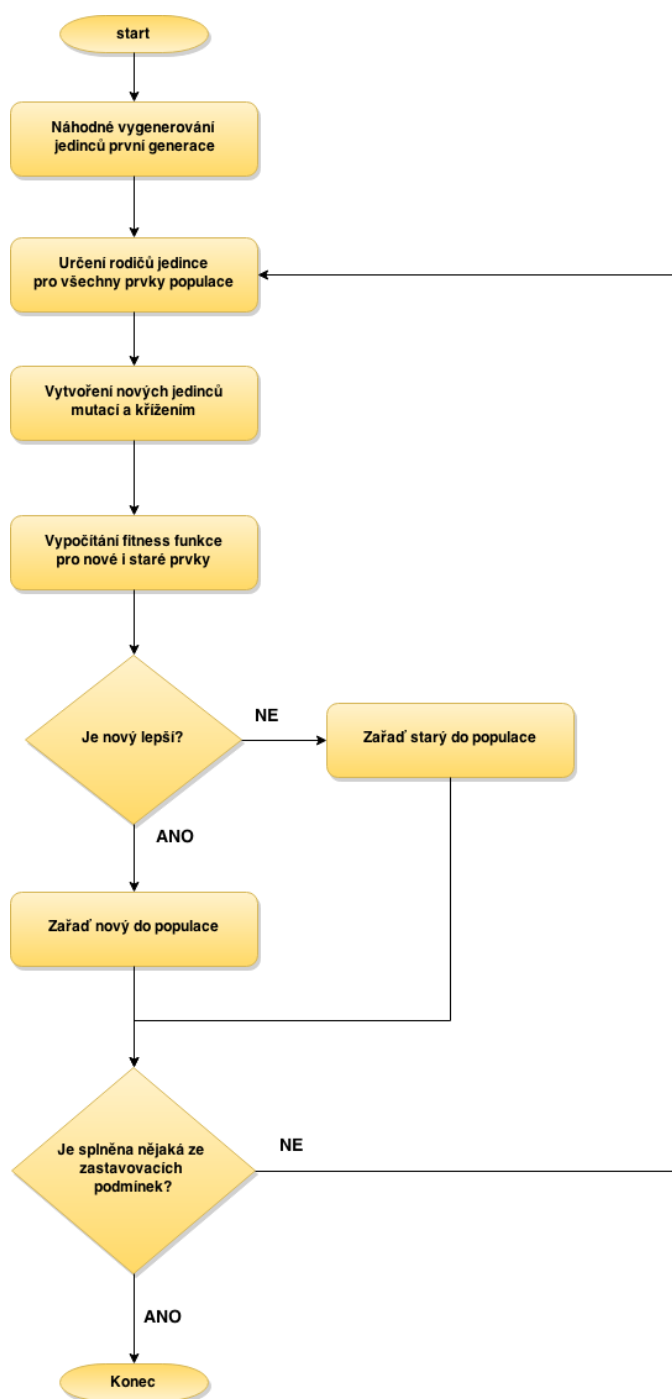 start
Náhodné vygenerování
jedinců první generace
Určení rodičů jedince
pro všechny prvky populace
Vytvoření nových jedinců
mutací a křížením
Vypočítání fitness funkce
pro nové i staré prvky
Je nový lepší?
NE
Zařaď starý do populace
ANO
Zařaď nový do populace
Je splněna nějaká ze
zastavovacích
podmínek?
NE
ANO
Konec